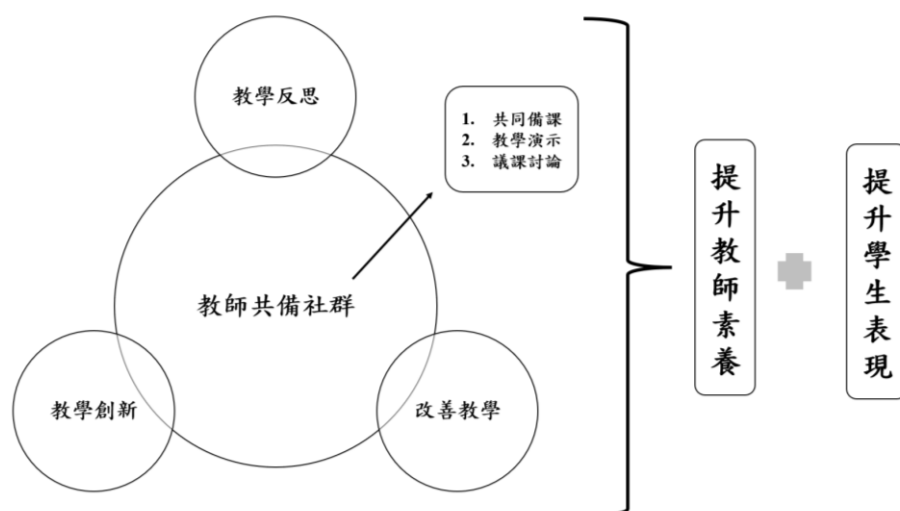 教學反思
1. 共同備課
2. 教學演示
3. 議課討論
教師共備社群
教學創新
改善教學
提升教師素養
提升學生表現